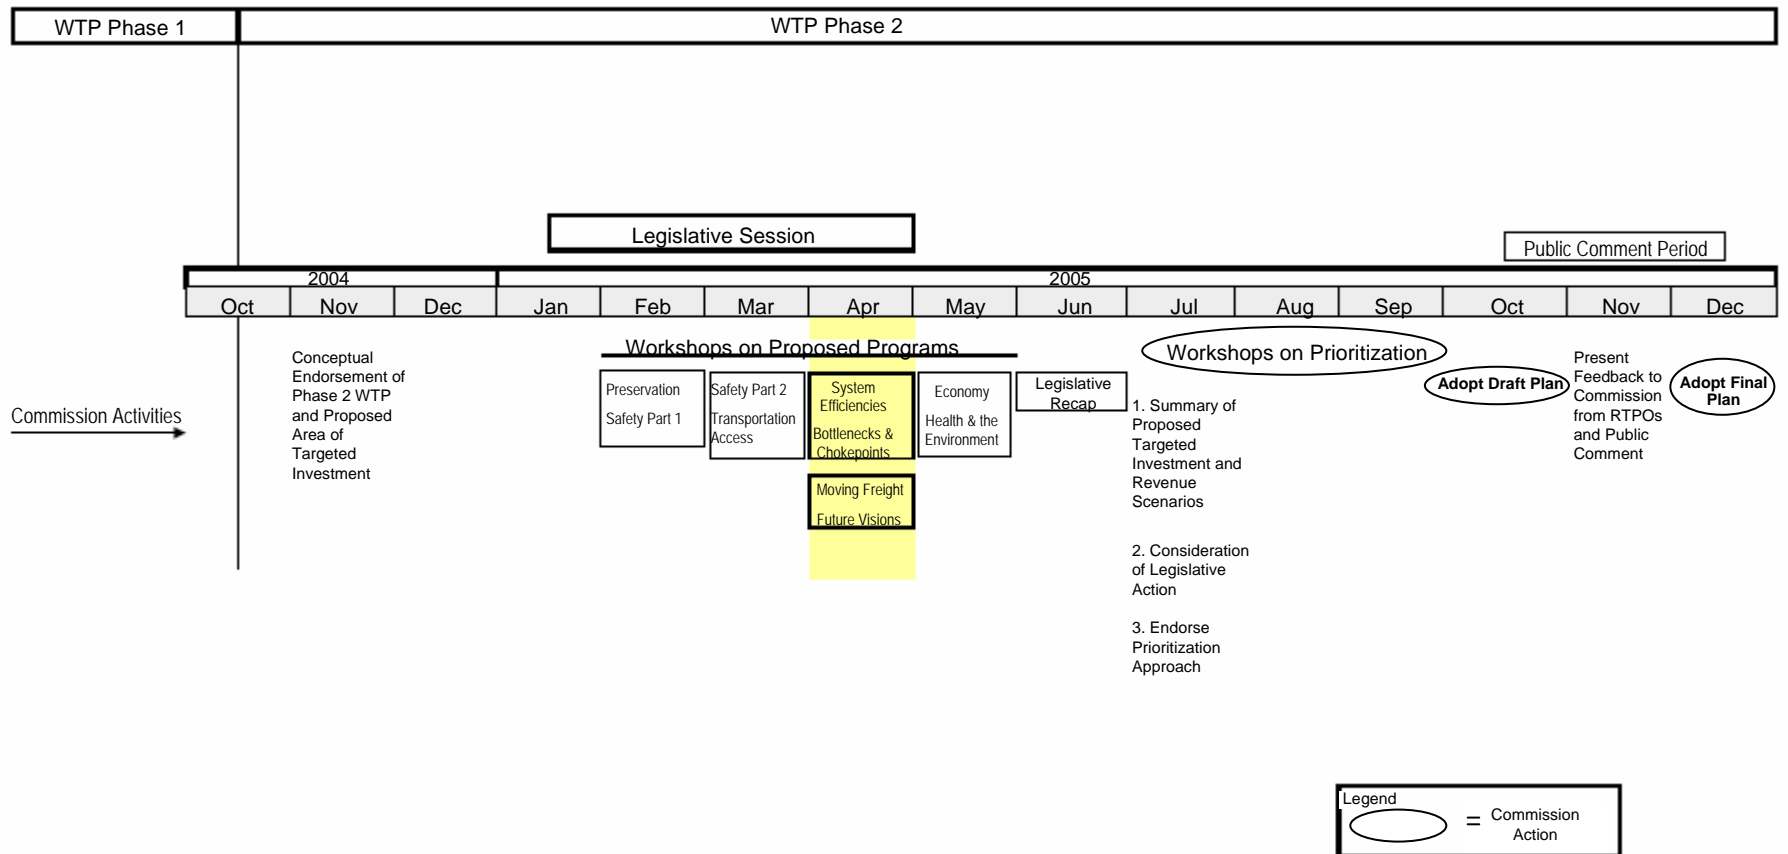 WTP Phase 1
WTP Phase 2
Legislative Session
Public Comment Period
2004
2005
Oct
Nov
Dec
Jan
Feb
Mar
Apr
May
Jun
Jul
Aug
Sep
Oct
Nov
Dec
Commission Activities
Conceptual
Endorsement of
Phase 2 WTP
and Proposed
Area of
Targeted
Investment
Workshops on Proposed Programs
Preservation
Safety Part 1
Safety Part 2
Transportation
Access
System
Efficiencies
Bottlenecks &
Chokepoints
Moving Freight
Future Visions
Economy
Health & the
Environment
Legislative
Recap
Workshops on Prioritization
1. Summary of
Proposed
Targeted
Investment and
Revenue
Scenarios
2. Consideration
of Legislative
Action
3. Endorse
Prioritization
Approach
Adopt Draft Plan
Present
Feedback to
Commission
from RTPOs
and Public
Comment
Adopt Final
Plan
Legend
= Commission
Action